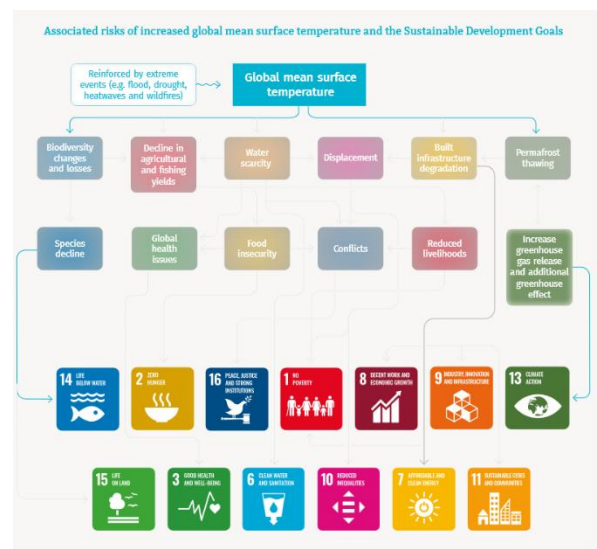 Associated risks of increased global mean surface temperature and the Sustainable Development Goals
Reinforced by extreme
events (e.g. flood, drought,
heatwaves and wildfires)
Global mean surface
temperature
Biodiversity
changes
and losses
Decline in
agricultural
and fishing
yields
Water
scarcity
Displacement
Built
infrastructure
degradation
Permafrost
thawing
Species
decline
Global
health
issues
Food
insecurity
Conflicts
Reduced
livelihoods
Increase
greenhouse
gas release
and additional
greenhouse
effect
14 LIFE
BELOW WATER
2 ZERO
HUNGER
16 PEACE, JUSTICE
AND STRONG
INSTITUTIONS
1 NO
POVERTY
8 DECENT WORK AND
ECONOMIC GROWTH
9 INDUSTRY, INNOVATION
AND INFRASTRUCTURE
13 CLIMATE
ACTION
15 LIFE
ON LAND
3 GOOD HEALTH
AND WELL-BEING
6 CLEAN WATER
AND SANITATION
10 REDUCED
INEQUALITIES
7 AFFORDABLE AND
CLEAN ENERGY
11 SUSTAINABLE CITIES
AND COMMUNITIES